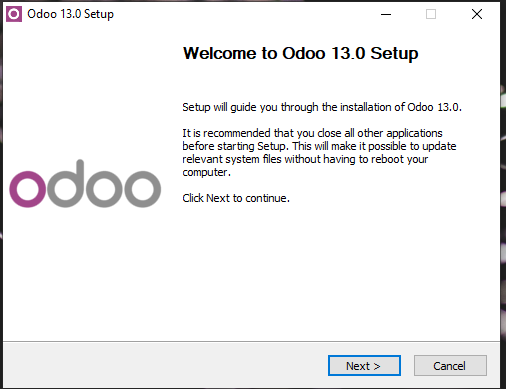 Odoo 13.0 Setup
Welcome to Odoo 13.0 Setup
Setup will guide you through the installation of Odoo 13.0.
It is recommended that you close all other applications
before starting Setup. This will make it possible to update
relevant system files without having to reboot your
computer.
Click Next to continue.
odoo
Next >
Cancel